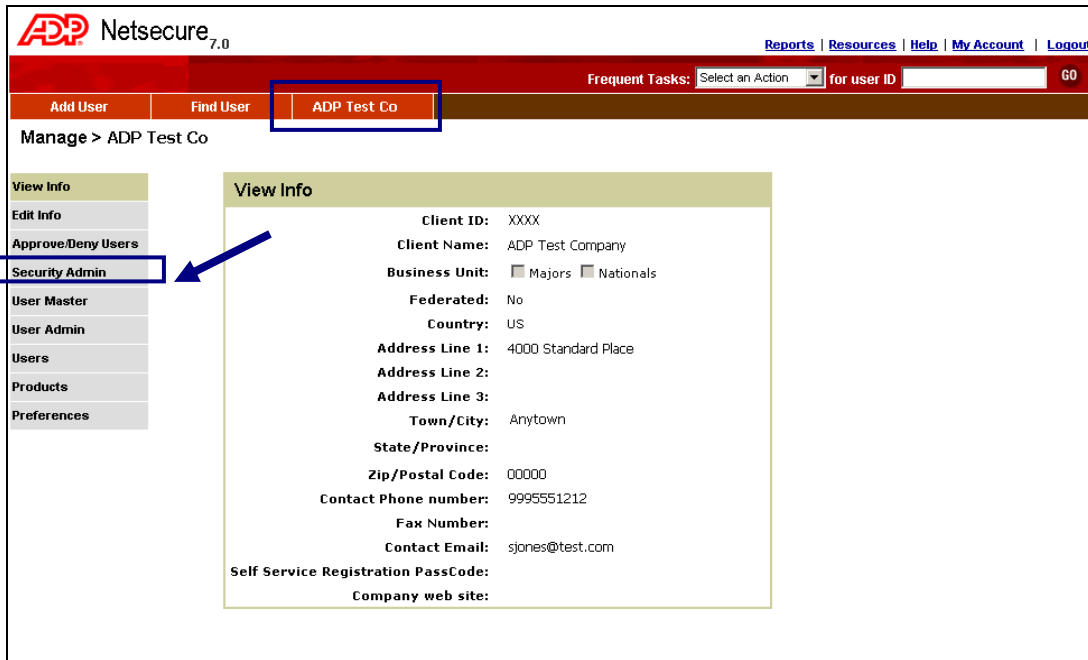 ADP Netsecure 7.0
Reports | Resources | Help | My Account | Logout
Frequent Tasks: Select an Action for user ID GO
Add User Find User ADP Test Co
Manage > ADP Test Co
View Info
Edit Info
Approve/Deny Users
Security Admin
User Master
User Admin
Users
Products
Preferences
View Info
Client ID: XXXX
Client Name: ADP Test Company
Business Unit: Majors Nationals
Federated: No
Country: US
Address Line 1: 4000 Standard Place
Address Line 2:
Address Line 3:
Town/City: Anytown
State/Province:
Zip/Postal Code: 00000
Contact Phone number: 9995551212
Fax Number:
Contact Email: sjones@test.com
Self Service Registration PassCode:
Company web site: